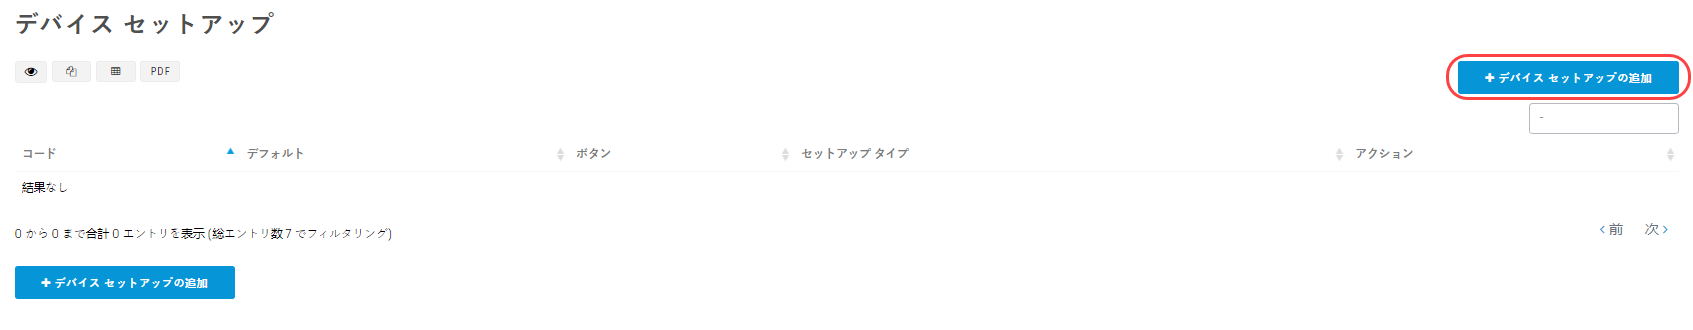 デバイス セットアップ
PDF
+ デバイス セットアップの追加
-
コード デフォルト ボタン セットアップ タイプ アクション
結果なし
0 から 0 まで合計 0 エントリを表示 (総エントリ数 7 でフィルタリング)
‹ 前 次 ›
+ デバイス セットアップの追加